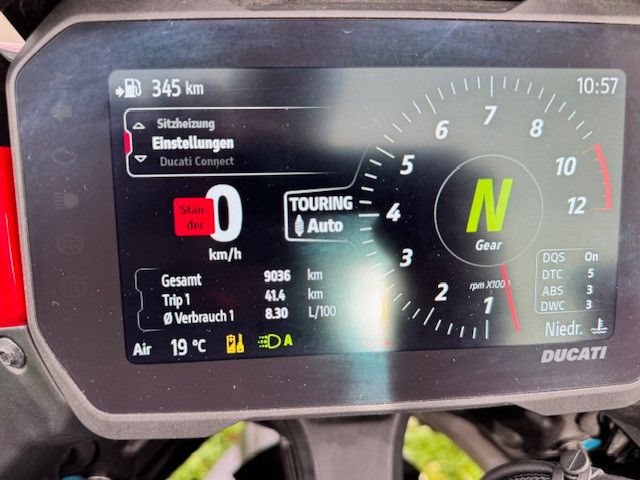 345 km
10:57
Sitzheizung
Einstellungen
Ducati Connect
Stän
der
0
km/h
TOURING
Auto
1
2
3
4
5
6
7
8
10
12
rpm X1000
N
Gear
Gesamt 9036 km
Trip 1 41.4 km
Ø Verbrauch 1 8.30 L/100
DQS On
DTC 5
ABS 3
DWC 3
Air 19 °C
A
Niedr.
DUCATI